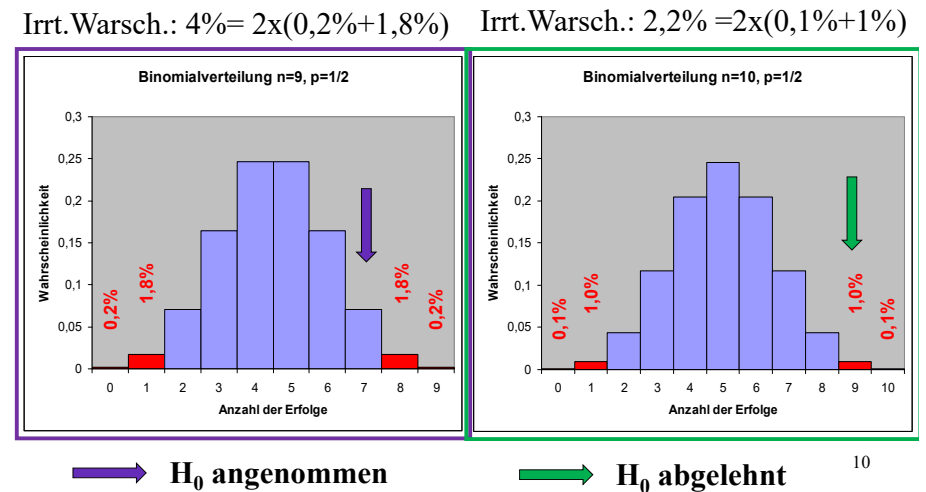 Irrt.Warsch.: 4%= 2x(0,2%+1,8%)
Irrt.Warsch.: 2,2% =2x(0,1%+1%)
Binomialverteilung n=9, p=1/2
0,3
0,25
0,2
0,15
0,1
0,05
0
Wahrscheinlichkeit
0,2%
1,8%
1,8%
0,2%
0 1 2 3 4 5 6 7 8 9
Anzahl der Erfolge
Binomialverteilung n=10, p=1/2
0,3
0,25
0,2
0,15
0,1
0,05
0
Wahrscheinlichkeit
0,1%
1,0%
1,0%
0,1%
0 1 2 3 4 5 6 7 8 9 10
Anzahl der Erfolge
H₀ angenommen
H₀ abgelehnt
10